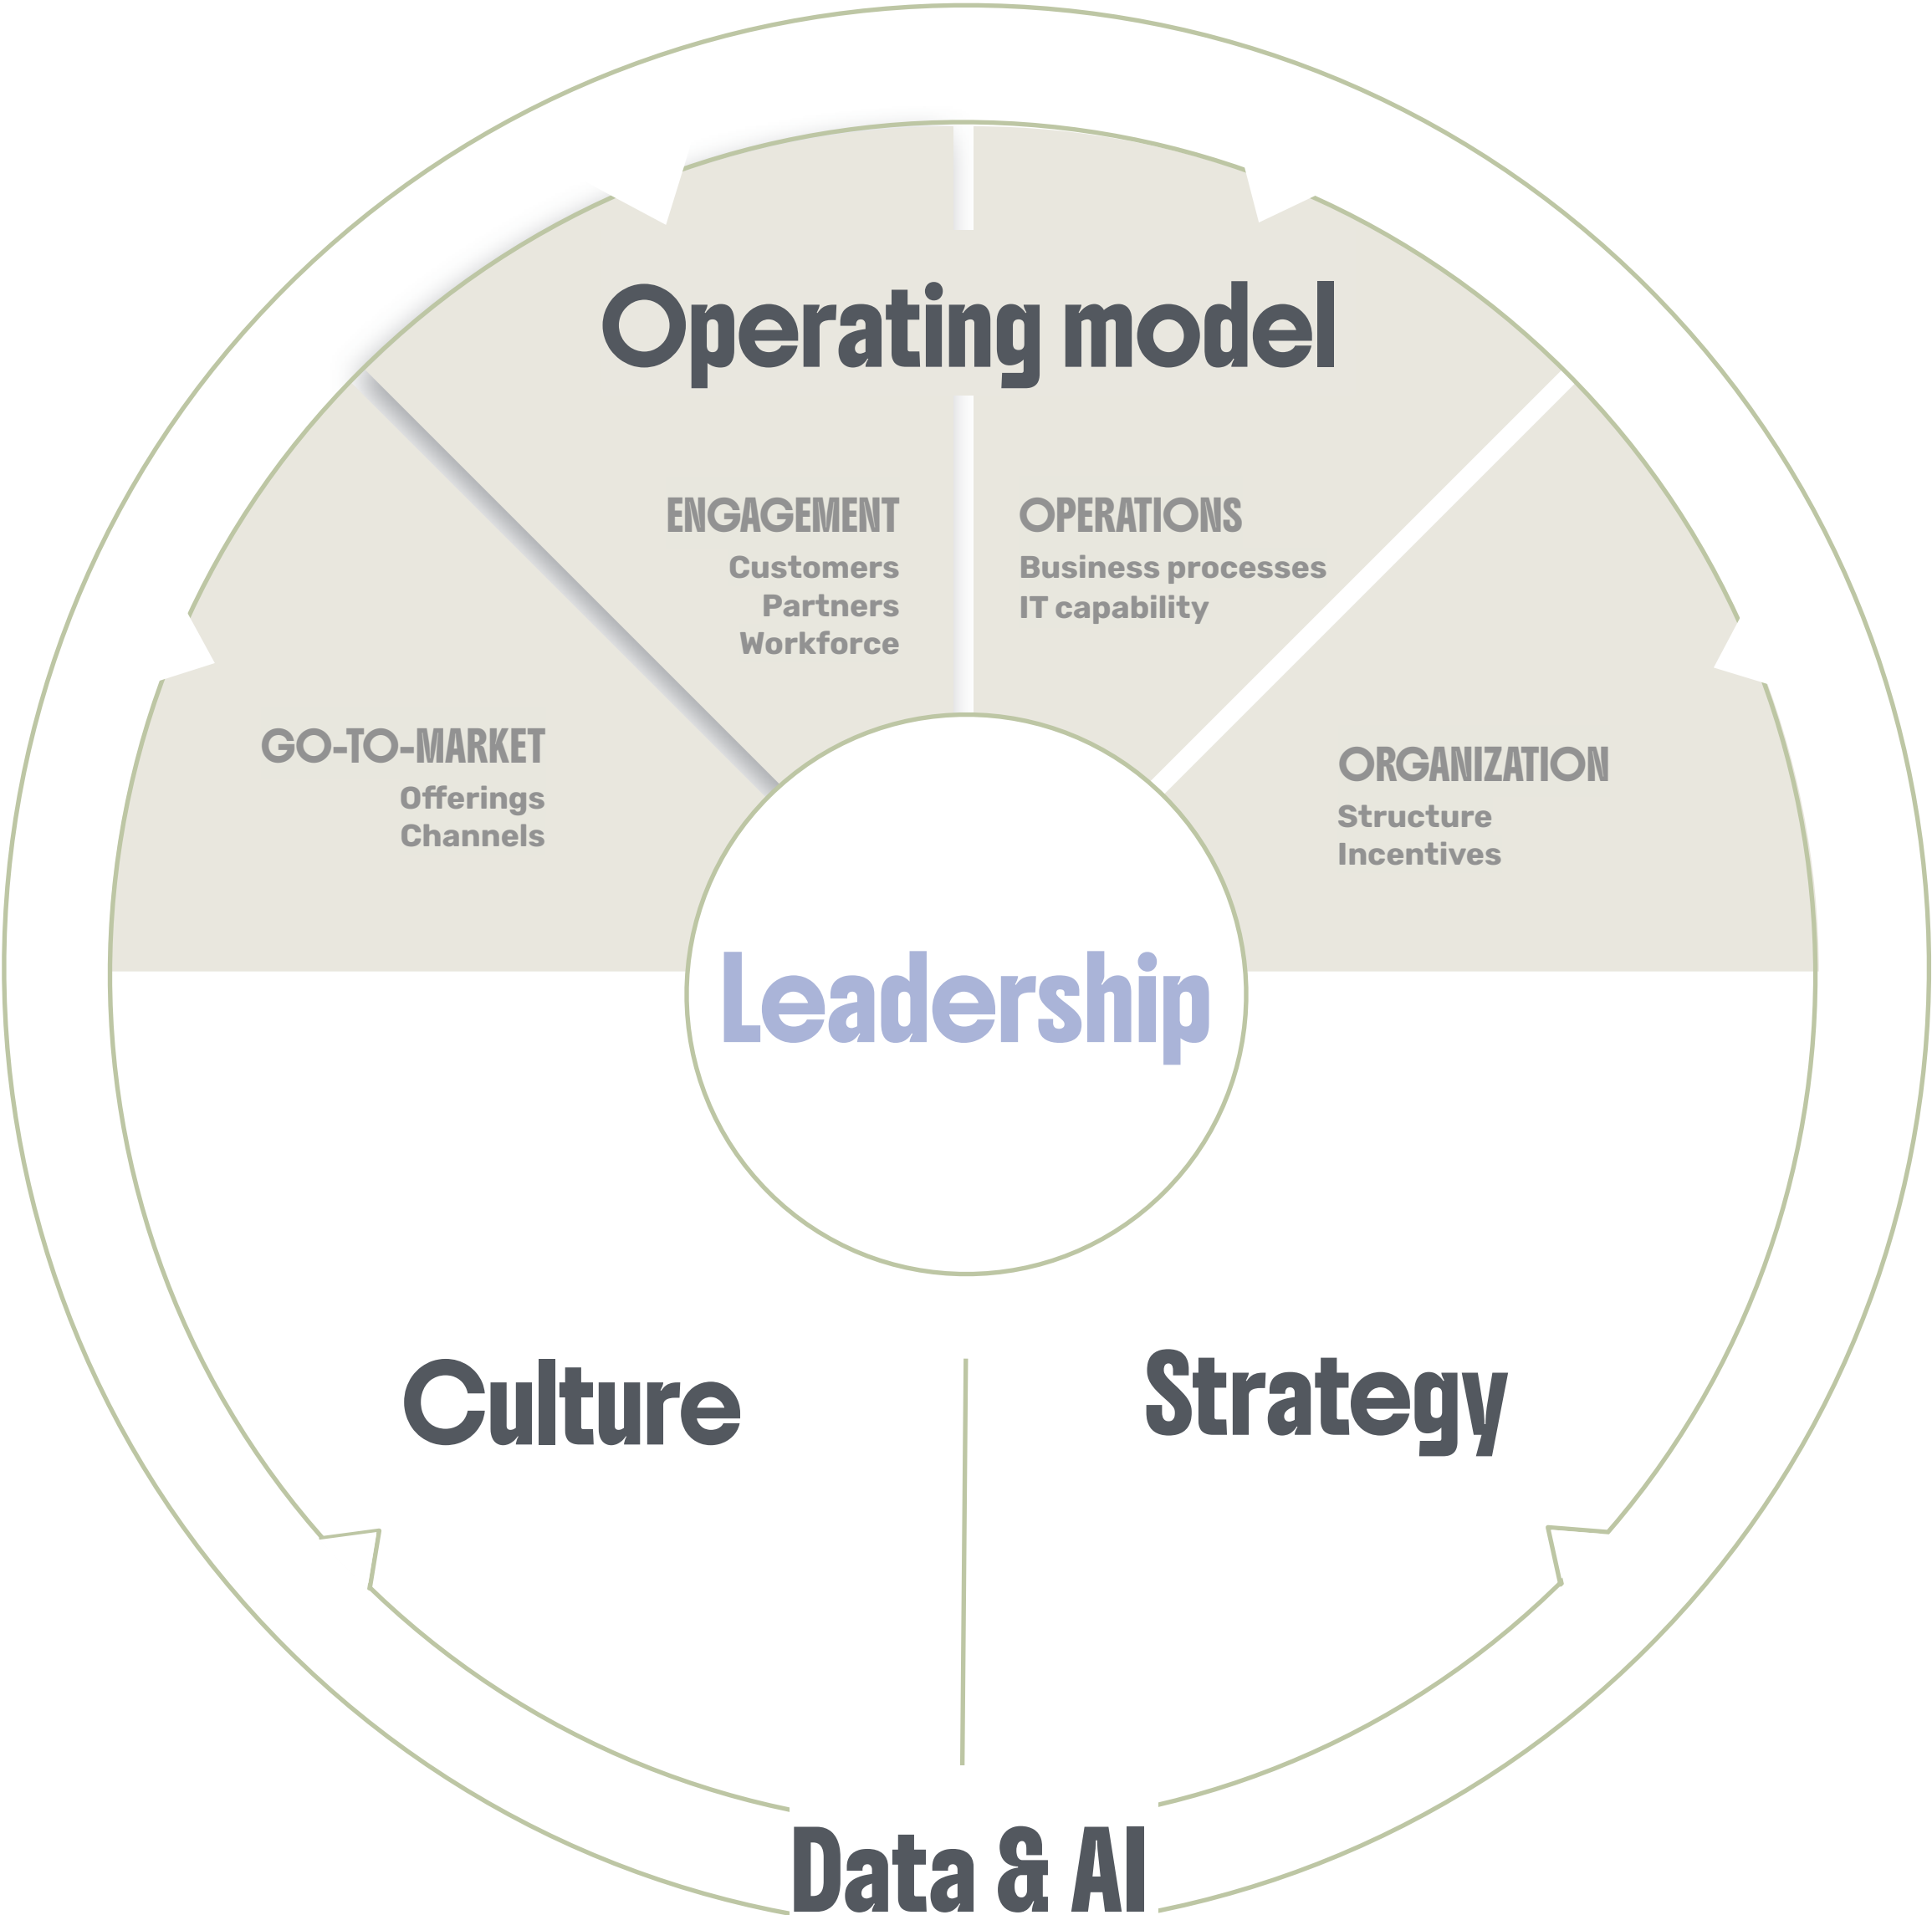 Operating model
ENGAGEMENT
Customers
Partners
Workforce
OPERATIONS
Business processes
IT capability
GO-TO-MARKET
Offerings
Channels
ORGANIZATION
Structure
Incentives
Leadership
Culture
Strategy
Data & AI